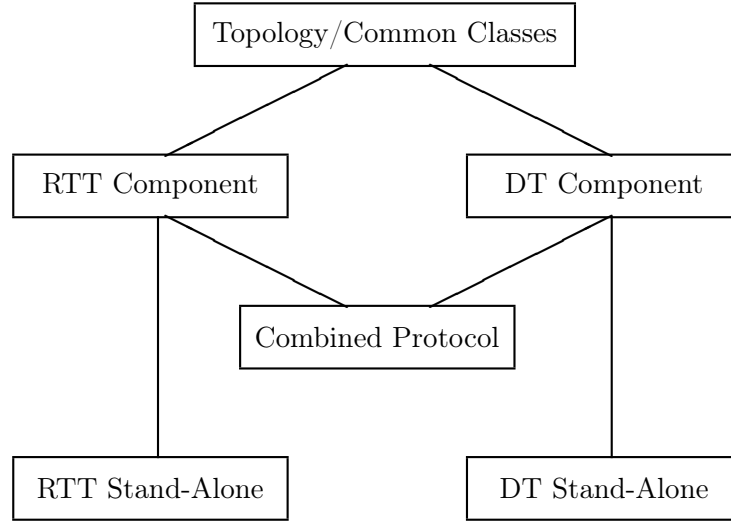 Topology/Common Classes
RTT Component
DT Component
Combined Protocol
RTT Stand-Alone
DT Stand-Alone